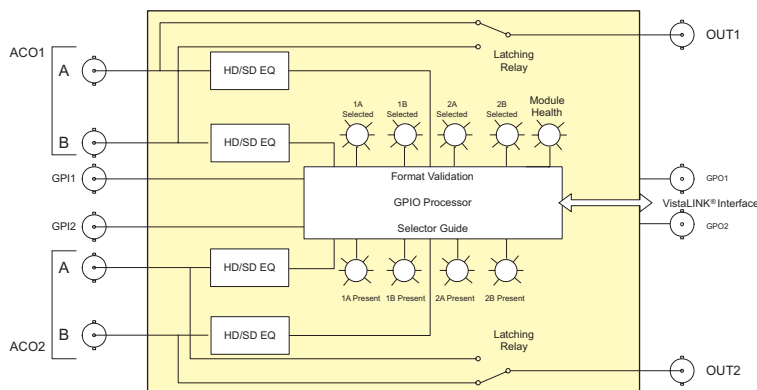 ACO1
A
B
GPI1
GPI2
A
B
ACO2
HD/SD EQ
HD/SD EQ
HD/SD EQ
HD/SD EQ
Latching
Relay
OUT1
1A
Selected
1B
Selected
2A
Selected
2B
Selected
Module
Health
Format Validation
GPIO Processor
Selector Guide
GPO1
VistaLINK® Interface
GPO2
1A Present
1B Present
2A Present
2B Present
Latching
Relay
OUT2